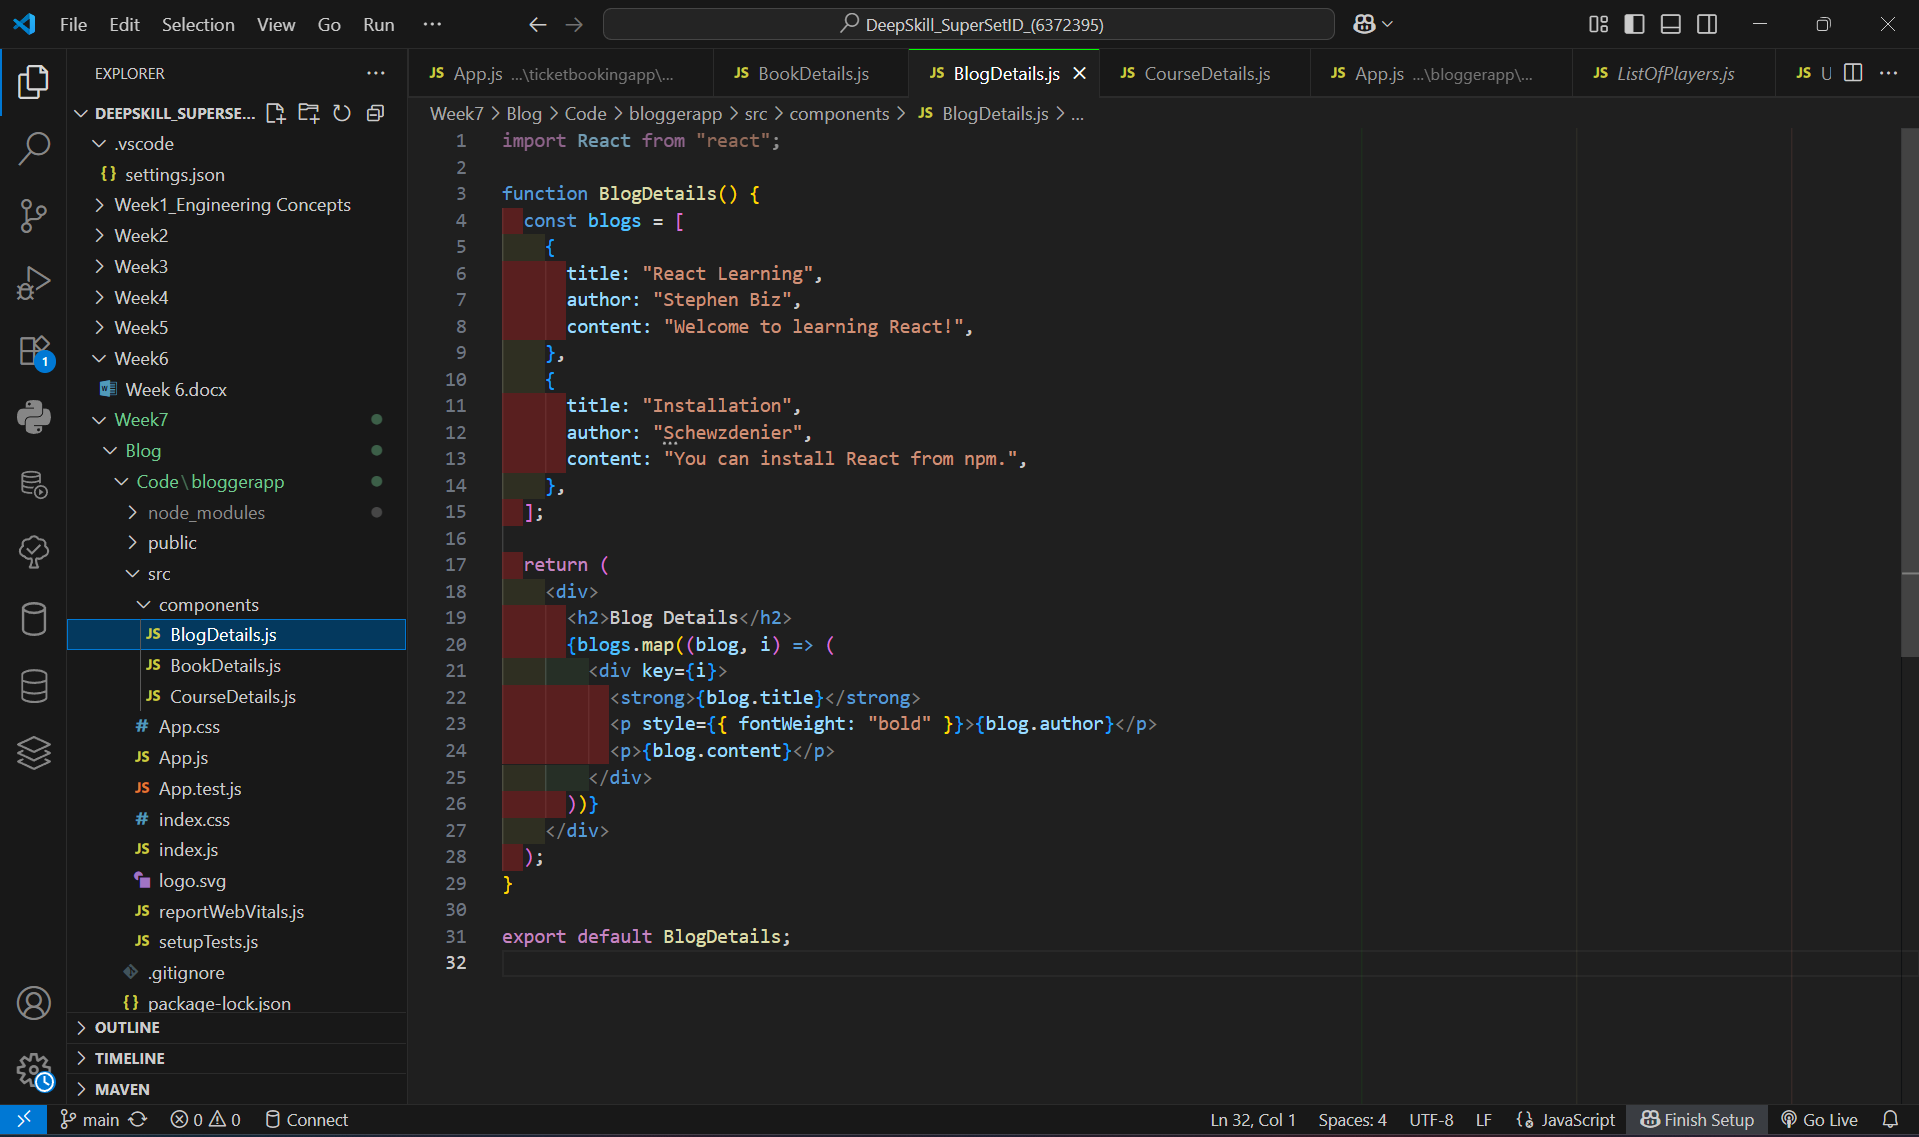 File Edit Selection View Go Run ···
DeepSkill_SuperSetID_(6372395)
EXPLORER
DEEPSKILL_SUPERSE...
.vscode
{} settings.json
Week1_Engineering Concepts
Week2
Week3
Week4
Week5
Week6
Week 6.docx
Week7
Blog
Code\bloggerapp
node_modules
public
src
components
JS BlogDetails.js
JS BookDetails.js
JS CourseDetails.js
# App.css
JS App.js
JS App.test.js
# index.css
JS index.js
logo.svg
JS reportWebVitals.js
JS setupTests.js
.gitignore
{} package-lock.json
OUTLINE
TIMELINE
MAVEN
1
JS App.js ...\ticketbookingapp\... JS BookDetails.js JS BlogDetails.js JS CourseDetails.js JS App.js ...\bloggerapp\... JS ListOfPlayers.js JS U
Week7 > Blog > Code > bloggerapp > src > components > JS BlogDetails.js > ...
1 import React from "react";
2
3 function BlogDetails() {
4 const blogs = [
5 {
6 title: "React Learning",
7 author: "Stephen Biz",
8 content: "Welcome to learning React!",
9 },
10 {
11 title: "Installation",
12 author: "Schewzdenier",
13 content: "You can install React from npm.",
14 },
15 ];
16
17 return (
18 <div>
19 <h2>Blog Details</h2>
20 {blogs.map((blog, i) => (
21 <div key={i}>
22 <strong>{blog.title}</strong>
23 <p style={{ fontWeight: "bold" }}>{blog.author}</p>
24 <p>{blog.content}</p>
25 </div>
26 ))}
27 </div>
28 );
29 }
30
31 export default BlogDetails;
32
main 0 0 Connect Ln 32, Col 1 Spaces: 4 UTF-8 LF {} JavaScript Finish Setup Go Live